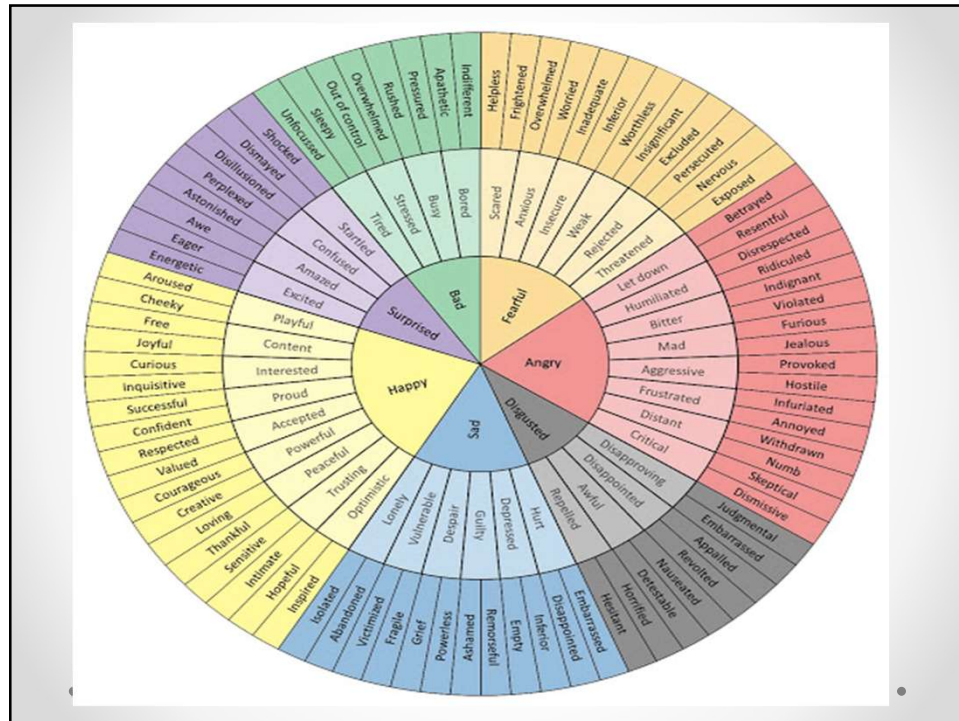 Fearful
Angry
Disgusted
Sad
Happy
Surprised
Bad
Scared
Anxious
Insecure
Weak
Rejected
Threatened
Let down
Humiliated
Bitter
Mad
Aggressive
Frustrated
Distant
Critical
Disapproving
Disappointed
Awful
Repelled
Hurt
Depressed
Guilty
Despair
Vulnerable
Lonely
Optimistic
Trusting
Peaceful
Powerful
Accepted
Proud
Interested
Content
Playful
Excited
Amazed
Confused
Startled
Tired
Stressed
Busy
Bored
Helpless
Frightened
Overwhelmed
Worried
Inadequate
Inferior
Worthless
Insignificant
Excluded
Persecuted
Nervous
Exposed
Betrayed
Resentful
Disrespected
Ridiculed
Indignant
Violated
Furious
Jealous
Provoked
Hostile
Infuriated
Annoyed
Withdrawn
Numb
Skeptical
Dismissive
Judgmental
Embarrassed
Appalled
Revolted
Nauseated
Detestable
Horrified
Hesitant
Embarrassed
Disappointed
Inferior
Empty
Remorseful
Ashamed
Powerless
Grief
Fragile
Victimized
Abandoned
Isolated
Inspired
Hopeful
Intimate
Sensitive
Thankful
Loving
Creative
Courageous
Valued
Respected
Confident
Successful
Inquisitive
Curious
Joyful
Free
Cheeky
Aroused
Energetic
Eager
Awe
Astonished
Perplexed
Disillusioned
Dismayed
Shocked
Unfocussed
Sleepy
Out of control
Overwhelmed
Rushed
Pressured
Apathetic
Indifferent